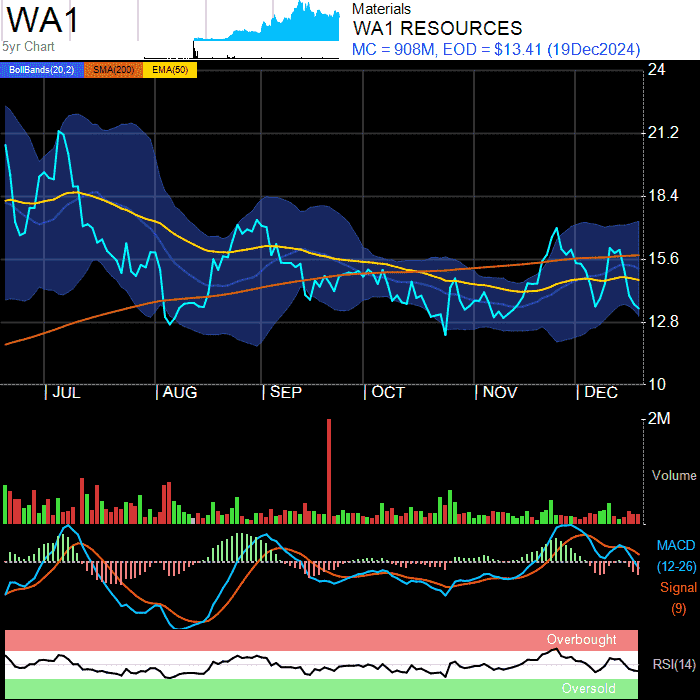 WA1
5yr Chart
Materials
WA1 RESOURCES
MC = 908M, EOD = $13.41 (19Dec2024)
BollBands(20,2) SMA(200) EMA(50)
24
21.2
18.4
15.6
12.8
10
JUL AUG SEP OCT NOV DEC
2M
Volume
MACD
(12-26)
Signal
(9)
Overbought
RSI(14)
Oversold